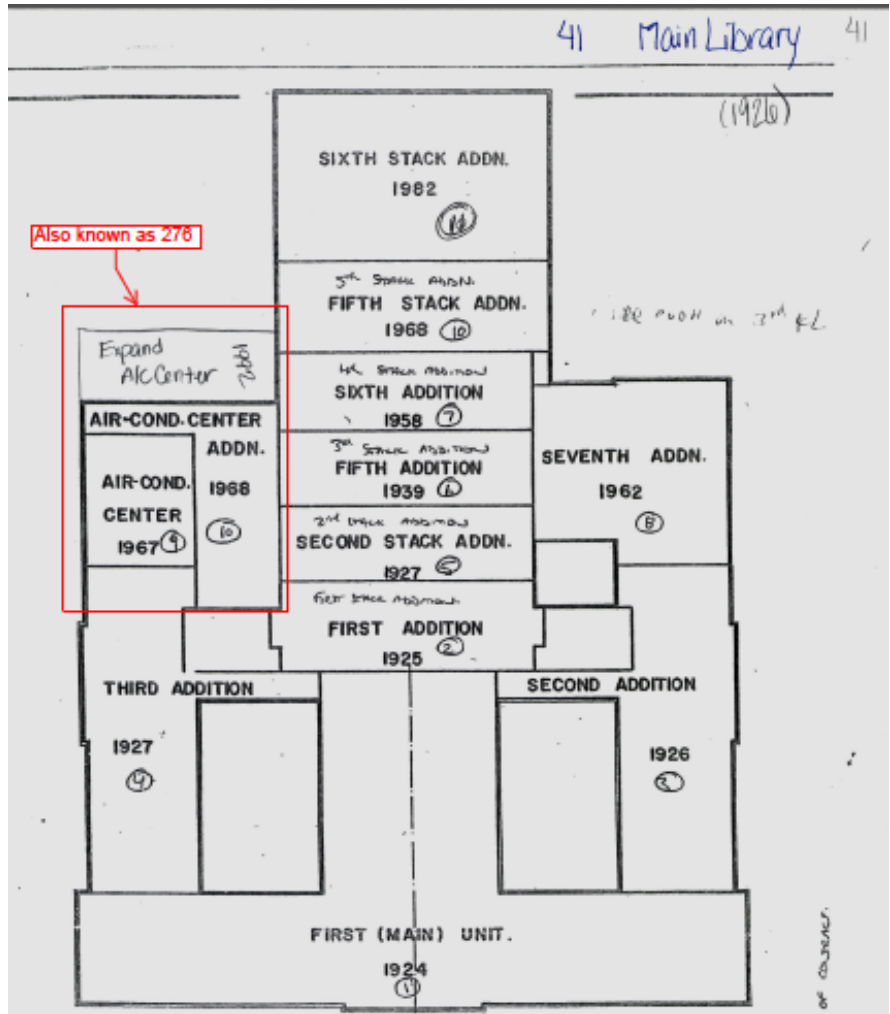 41 Main Library 41
(1926)
SIXTH STACK ADDN.
1982
11
Also known as 276
5th STACK ADDN.
FIFTH STACK ADDN.
1968 10
3rd FL
Expand
A/C Center 1992
4th STACK ADDITION
SIXTH ADDITION
1958 7
AIR-COND. CENTER
ADDN.
1968
10
AIR-COND.
CENTER
1967 9
3rd STACK ADDITION
FIFTH ADDITION
1939 6
SEVENTH ADDN.
1962
8
2nd STACK ADDITION
SECOND STACK ADDN.
1927 5
FIRST STACK ADDITION
FIRST ADDITION
1925 2
THIRD ADDITION
1927
4
SECOND ADDITION
1926
3
FIRST (MAIN) UNIT.
1924
1
OF